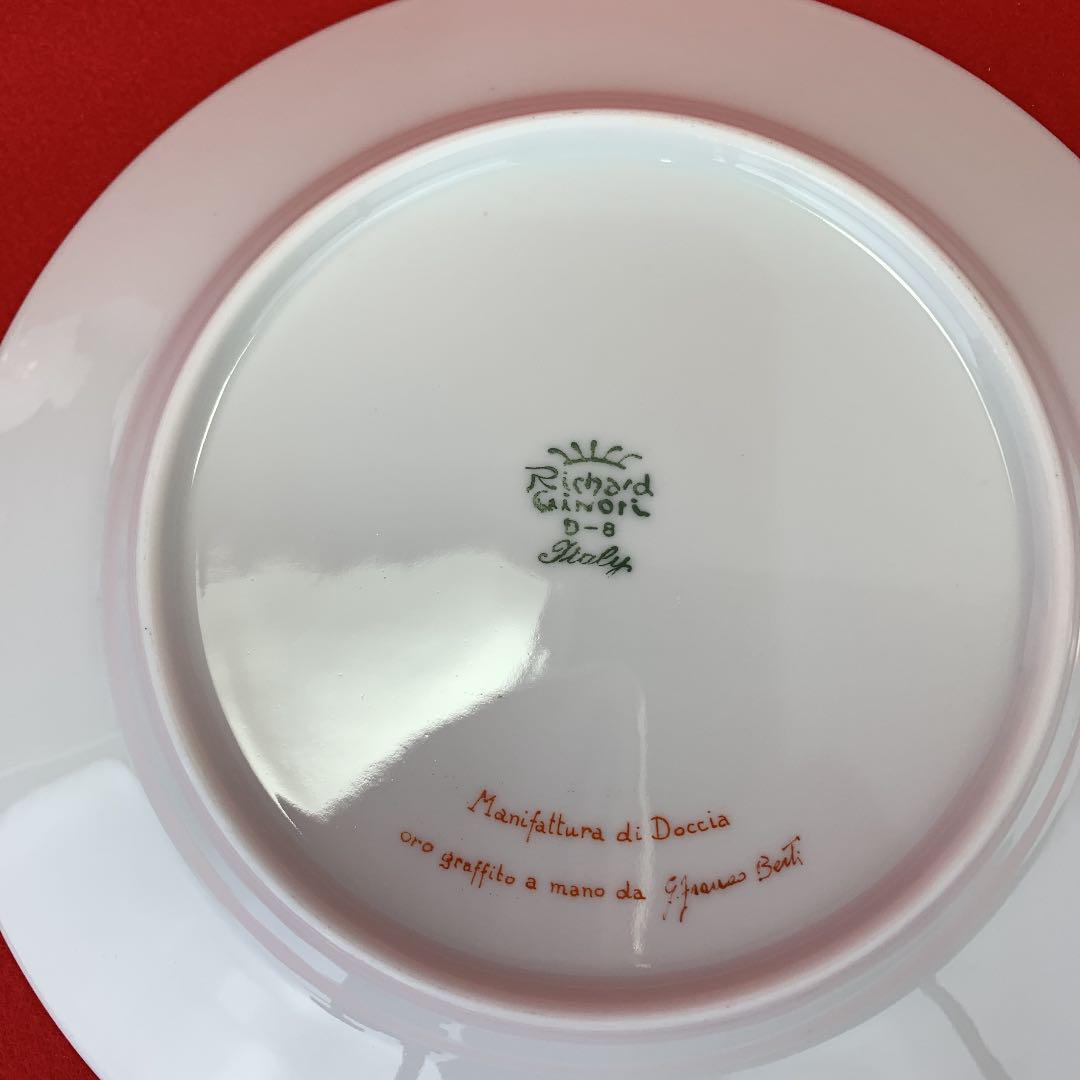 Richard
Ginori
D-8
Italy
Manifattura di Doccia
oro graffito a mano da G. Franco Berti